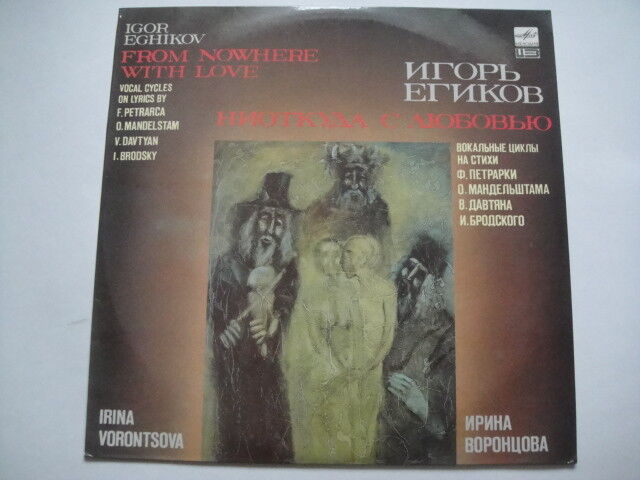 IGOR
EGHIKOV
FROM NOWHERE
WITH LOVE
VOCAL CYCLES
ON LYRICS BY
F. PETRARCA
O. MANDELSTAM
V. DAVTYAN
I. BRODSKY
ИГОРЬ
ЕГИКОВ
НИОТКУДА С ЛЮБОВЬЮ
ВОКАЛЬНЫЕ ЦИКЛЫ
НА СТИХИ
Ф. ПЕТРАРКИ
О. МАНДЕЛЬШТАМА
В. ДАВТЯНА
И. БРОДСКОГО
IRINA
VORONTSOVA
ИРИНА
ВОРОНЦОВА